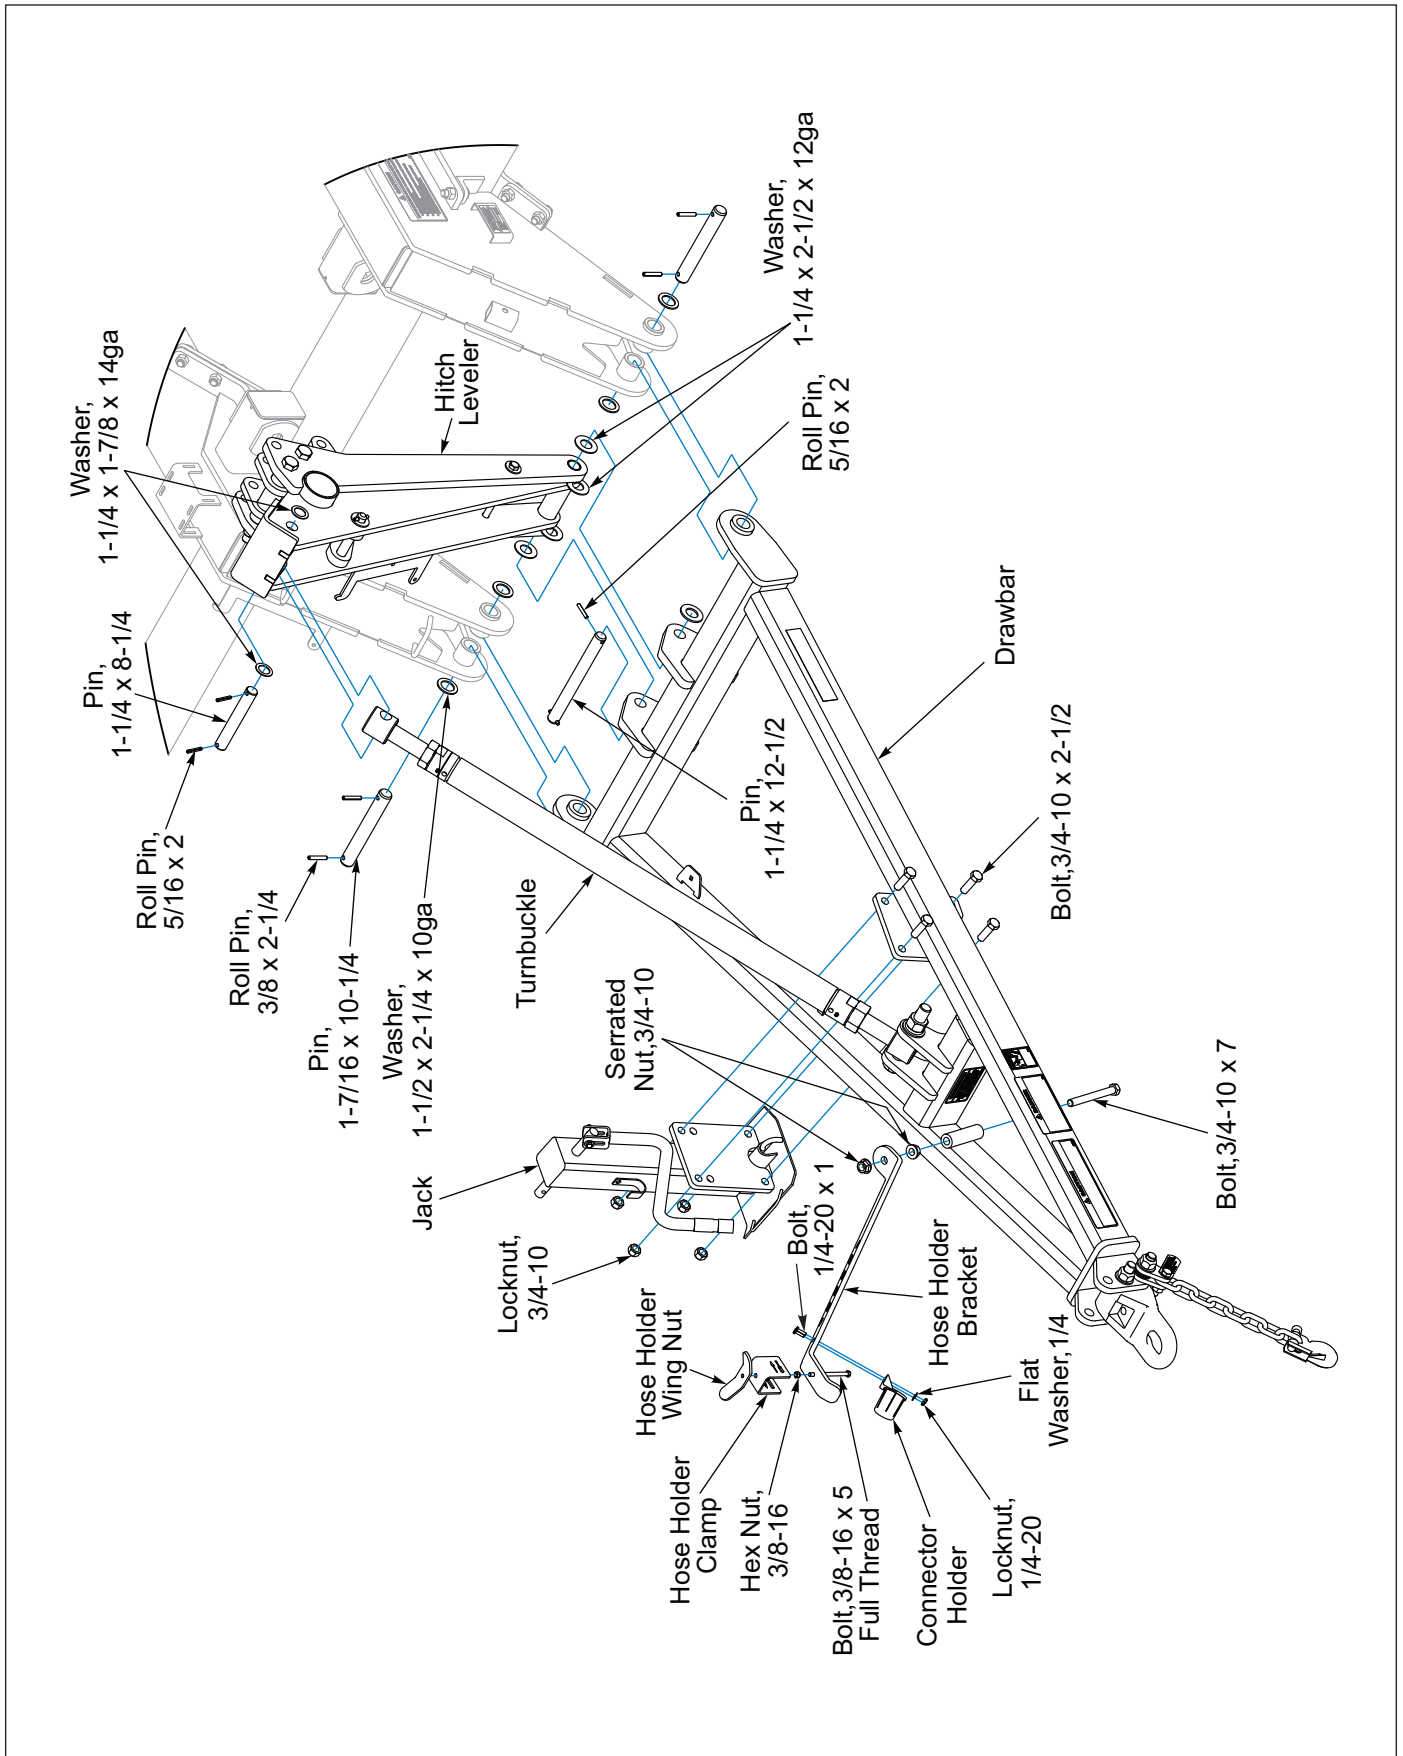 Washer,
1-1/4 x 1-7/8 x 14ga
Pin,
1-1/4 x 8-1/4
Roll Pin,
5/16 x 2
Roll Pin,
3/8 x 2-1/4
Pin,
1-7/16 x 10-1/4
Washer,
1-1/2 x 2-1/4 x 10ga
Jack
Locknut,
3/4-10
Hose Holder
Wing Nut
Hose Holder
Clamp
Hex Nut,
3/8-16
Bolt,3/8-16 x 5
Full Thread
Connector
Holder
Locknut,
1/4-20
Flat
Washer,1/4
Hose Holder
Bracket
Bolt,
1/4-20 x 1
Serrated
Nut,3/4-10
Turnbuckle
Hitch
Leveler
Washer,
1-1/4 x 2-1/2 x 12ga
Roll Pin,
5/16 x 2
Pin,
1-1/4 x 12-1/2
Drawbar
Bolt,3/4-10 x 2-1/2
Bolt,3/4-10 x 7